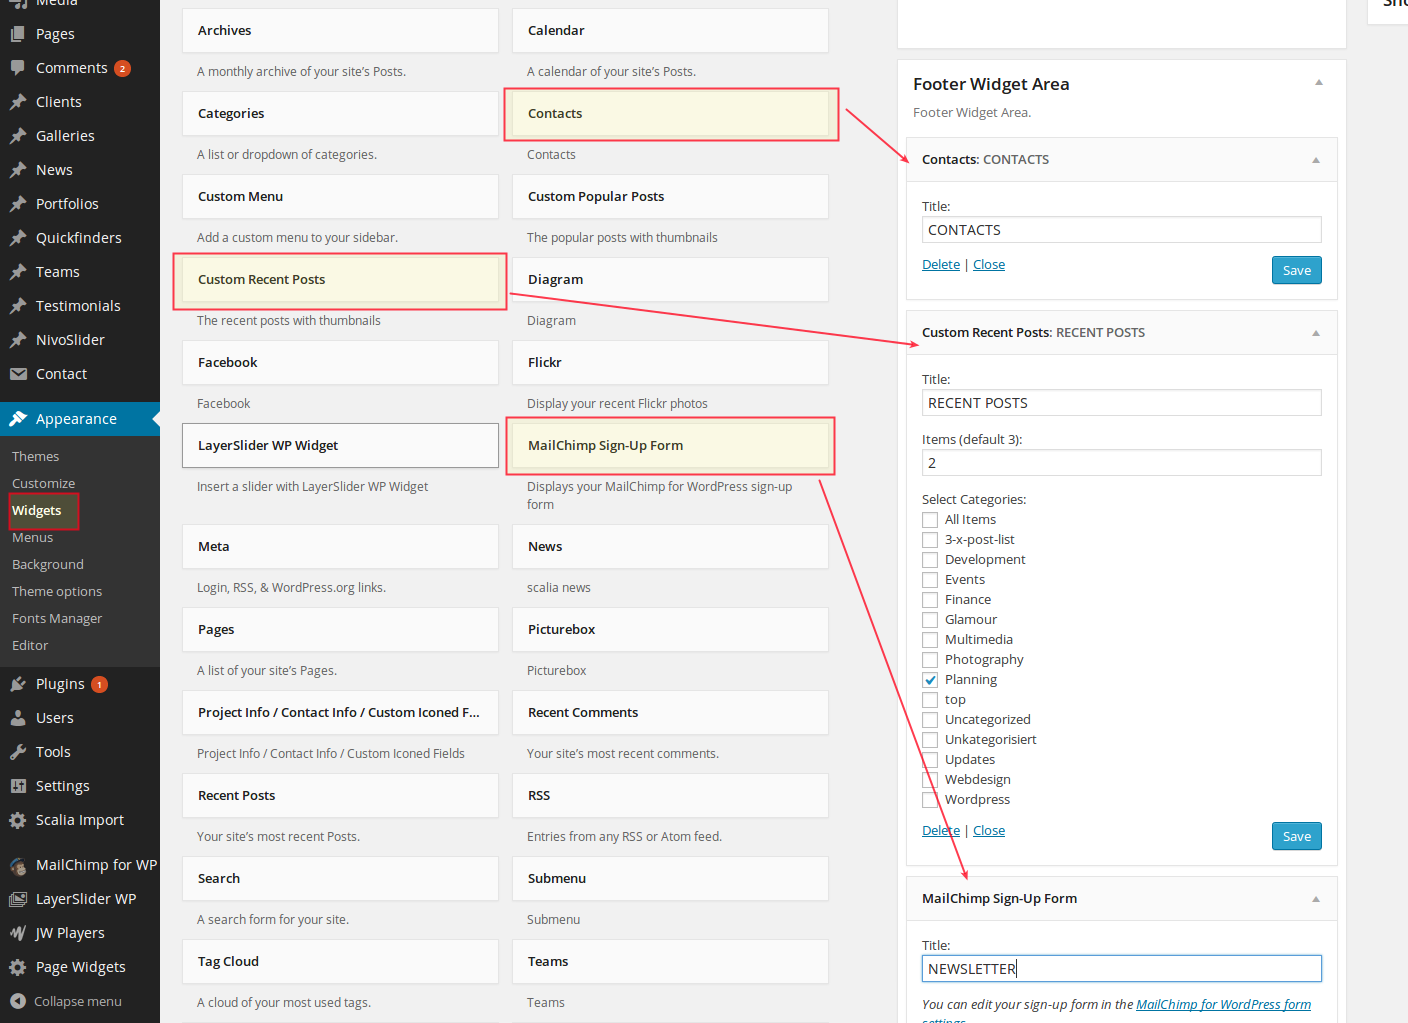 Media
Pages
Comments 2
Clients
Galleries
News
Portfolios
Quickfinders
Teams
Testimonials
NivoSlider
Contact
Appearance
Themes
Customize
Widgets
Menus
Background
Theme options
Fonts Manager
Editor
Plugins 1
Users
Tools
Settings
Scalia Import
MailChimp for WP
LayerSlider WP
JW Players
Page Widgets
Collapse menu
Archives
A monthly archive of your site's Posts.
Calendar
A calendar of your site's Posts.
Categories
A list or dropdown of categories.
Contacts
Contacts
Custom Menu
Add a custom menu to your sidebar.
Custom Popular Posts
The popular posts with thumbnails
Custom Recent Posts
The recent posts with thumbnails
Diagram
Diagram
Facebook
Facebook
Flickr
Display your recent Flickr photos
LayerSlider WP Widget
Insert a slider with LayerSlider WP Widget
MailChimp Sign-Up Form
Displays your MailChimp for WordPress sign-up
form
Meta
Login, RSS, & WordPress.org links.
News
scalia news
Pages
A list of your site's Pages.
Picturebox
Picturebox
Project Info / Contact Info / Custom Iconed F...
Project Info / Contact Info / Custom Iconed Fields
Recent Comments
Your site's most recent comments.
Recent Posts
Your site's most recent Posts.
RSS
Entries from any RSS or Atom feed.
Search
A search form for your site.
Submenu
Submenu
Tag Cloud
A cloud of your most used tags.
Teams
Teams
Footer Widget Area
Footer Widget Area.
Contacts: CONTACTS
Title:
CONTACTS
Delete | Close
Save
Custom Recent Posts: RECENT POSTS
Title:
RECENT POSTS
Items (default 3):
2
Select Categories:
All Items
3-x-post-list
Development
Events
Finance
Glamour
Multimedia
Photography
Planning
top
Uncategorized
Unkategorisiert
Updates
Webdesign
Wordpress
Delete | Close
Save
MailChimp Sign-Up Form
Title:
NEWSLETTER
You can edit your sign-up form in the MailChimp for WordPress form
settings